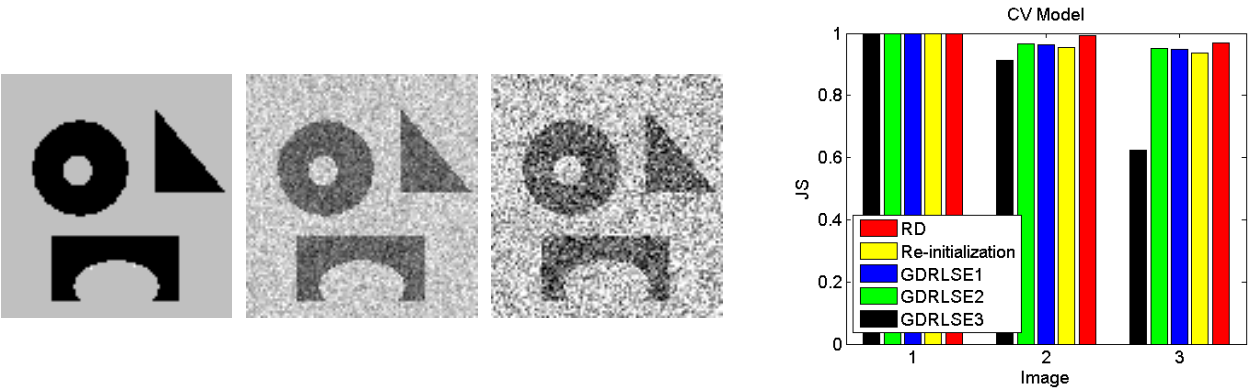 CV Model
1
0.8
0.6
0.4
0.2
0
JS
RD
Re-initialization
GDRLSE1
GDRLSE2
GDRLSE3
1 2 3
Image